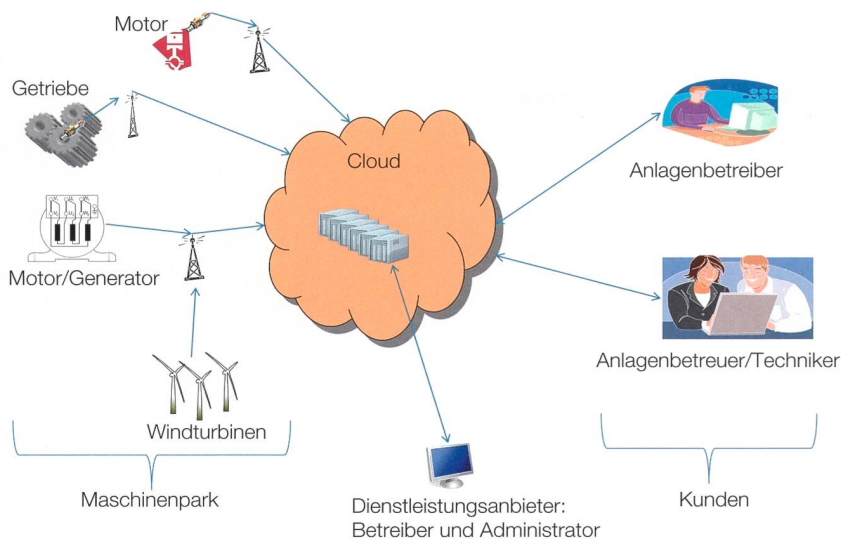 Motor
Getriebe
Cloud
Anlagenbetreiber
Motor/Generator
Anlagenbetreuer/Techniker
Windturbinen
Maschinenpark
Dienstleistungsanbieter:
Betreiber und Administrator
Kunden